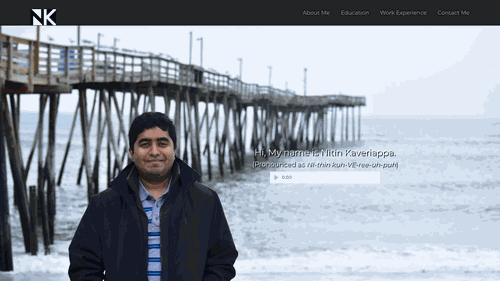 NK
About Me Education Work Experience Contact Me
Hi, My name is Nitin Kaveriappa.
(Pronounced as Ni-thin kuh-VE-ree-uh-puh)
0:00